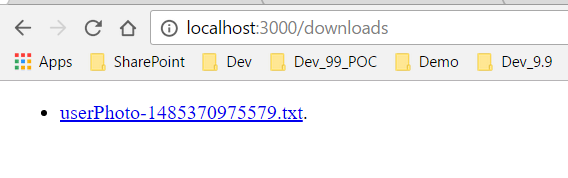 localhost:3000/downloads
Apps SharePoint Dev Dev_99_POC Demo Dev_9.9
• userPhoto-1485370975579.txt.